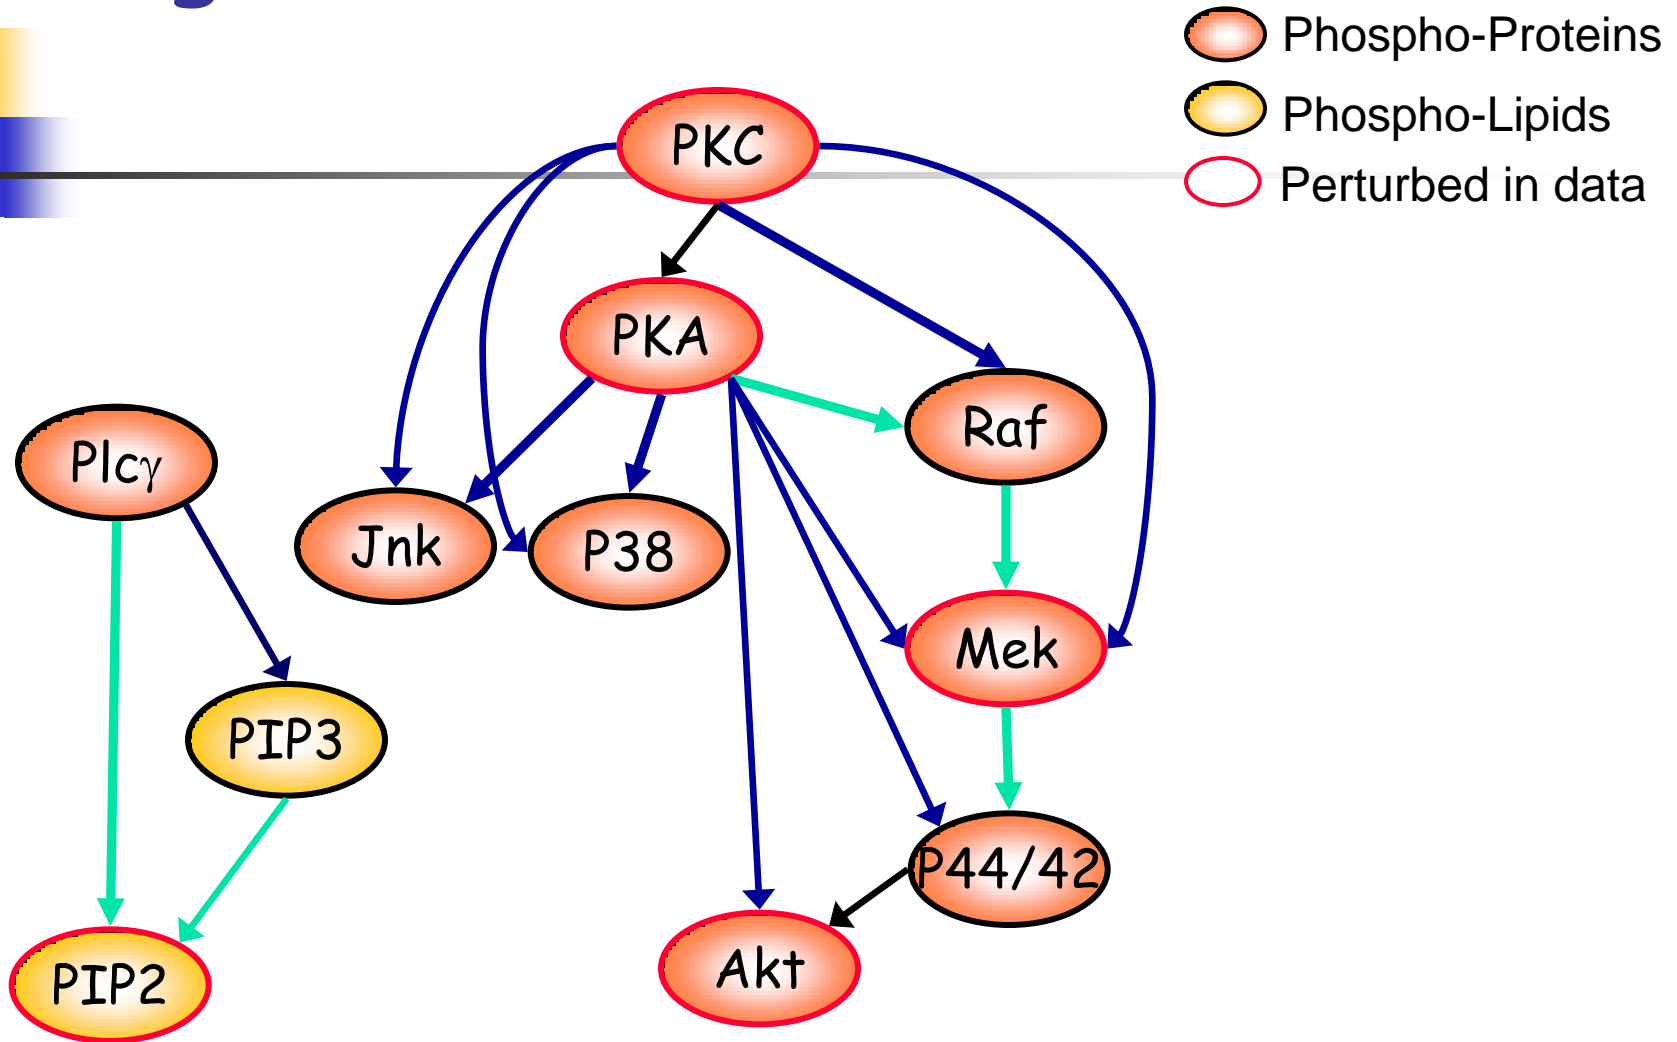 Phospho-Proteins
Phospho-Lipids
Perturbed in data
PKC
PKA
Raf
Plcγ
Jnk
P38
Mek
PIP3
P44/42
Akt
PIP2